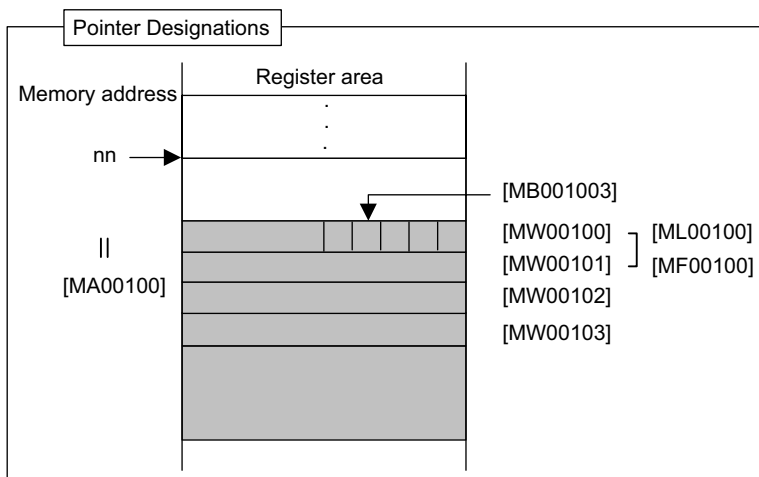 Pointer Designations
Register area
Memory address
.
.
.
nn
[MB001003]
[MW00100] [ML00100]
=
[MW00101] [MF00100]
[MA00100]
[MW00102]
[MW00103]